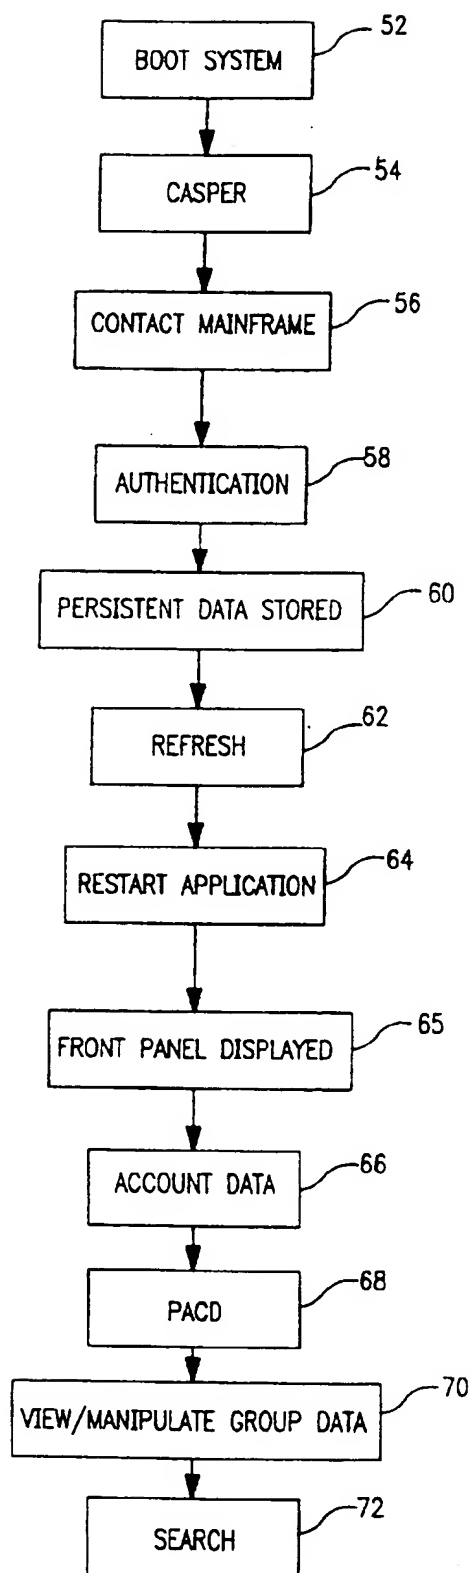 52
BOOT SYSTEM
54
CASPER
56
CONTACT MAINFRAME
58
AUTHENTICATION
60
PERSISTENT DATA STORED
62
REFRESH
64
RESTART APPLICATION
65
FRONT PANEL DISPLAYED
66
ACCOUNT DATA
68
PACD
70
VIEW/MANIPULATE GROUP DATA
72
SEARCH